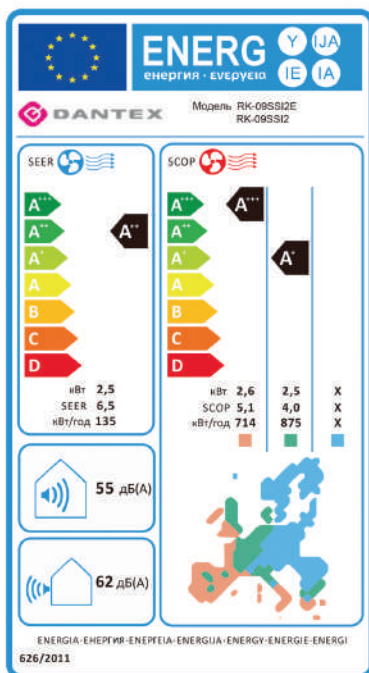 ENERG
енергия · ενεργεια
Y IJA
IE IA
DANTEX
Модель RK-09SSI2E
RK-09SSI2
SEER
A+++
A++
A+
A
B
C
D
A++
кВт 2,5
SEER 6,5
кВт/год 135
SCOP
A+++
A++
A+
A
B
C
D
A+++
A+
кВт 2,6 2,5 X
SCOP 5,1 4,0 X
кВт/год 714 875 X
55 дБ(A)
62 дБ(A)
ENERGIA-ЕНЕРГИЯ-ΕΝΕΡΓΕΙΑ-ENERGIJA-ENERGY-ENERGIE-ENERGI
626/2011